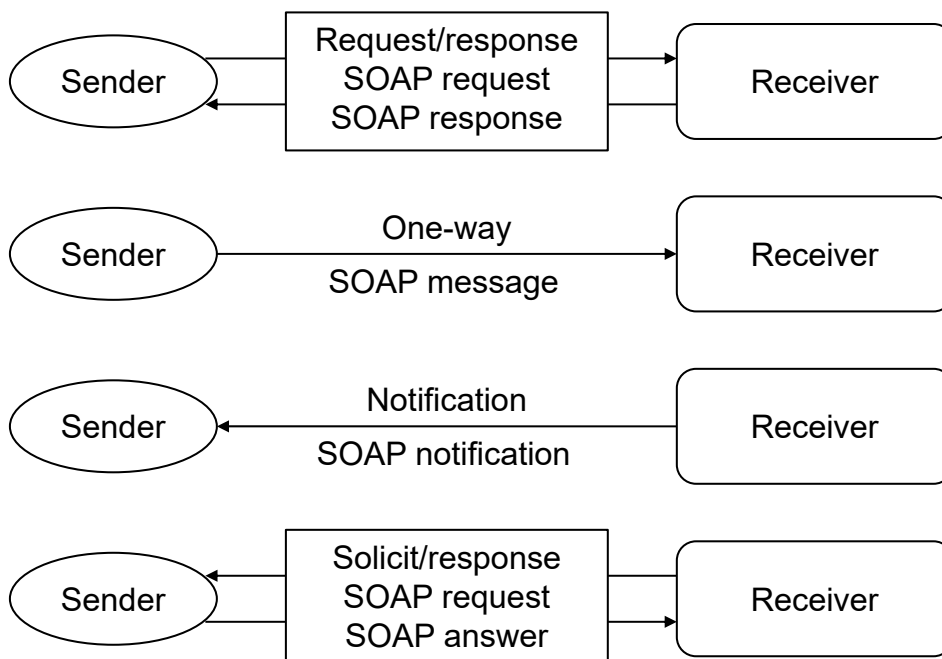 Sender
Request/response
SOAP request
SOAP response
Receiver
Sender
One-way
SOAP message
Receiver
Sender
Notification
SOAP notification
Receiver
Sender
Solicit/response
SOAP request
SOAP answer
Receiver